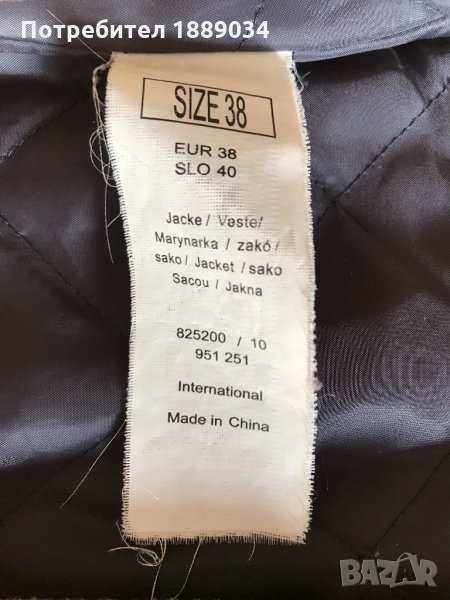 Потребител 1889034
SIZE 38
EUR 38
SLO 40
Jacke / Veste/
Marynarka / zakó /
sako / Jacket / sako
Sacou / Jakna
825200 / 10
951 251
International
Made in China
BAZAR